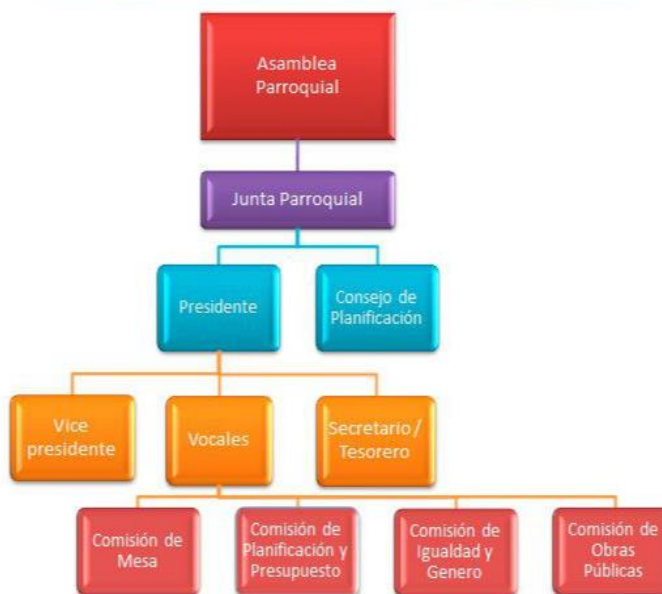 Asamblea
Parroquial
Junta Parroquial
Presidente
Consejo de
Planificación
Vice
presidente
Vocales
Secretario /
Tesorero
Comisión de
Mesa
Comisión de
Planificación y
Presupuesto
Comisión de
Igualdad y
Genero
Comisión de
Obras
Públicas